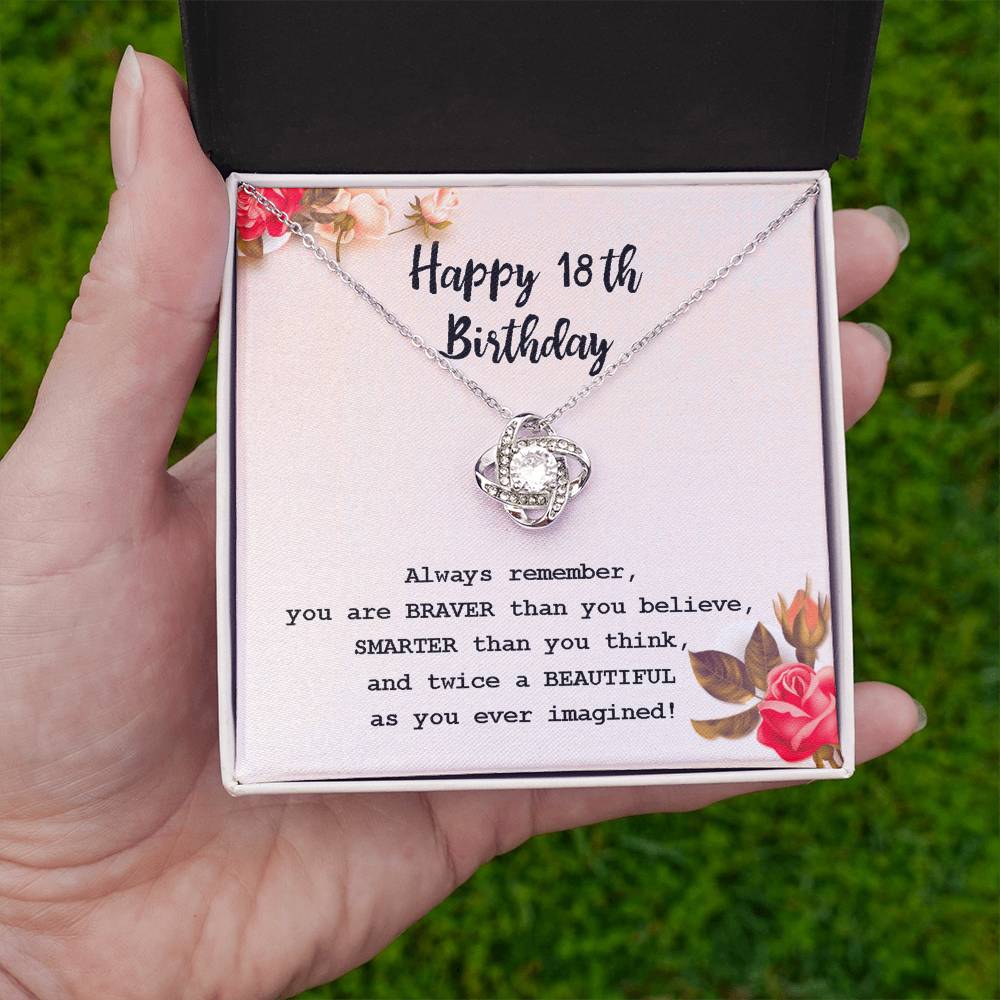 Happy 18th
Birthday
Always remember,
you are BRAVER than you believe,
SMARTER than you think,
and twice a BEAUTIFUL
as you ever imagined!